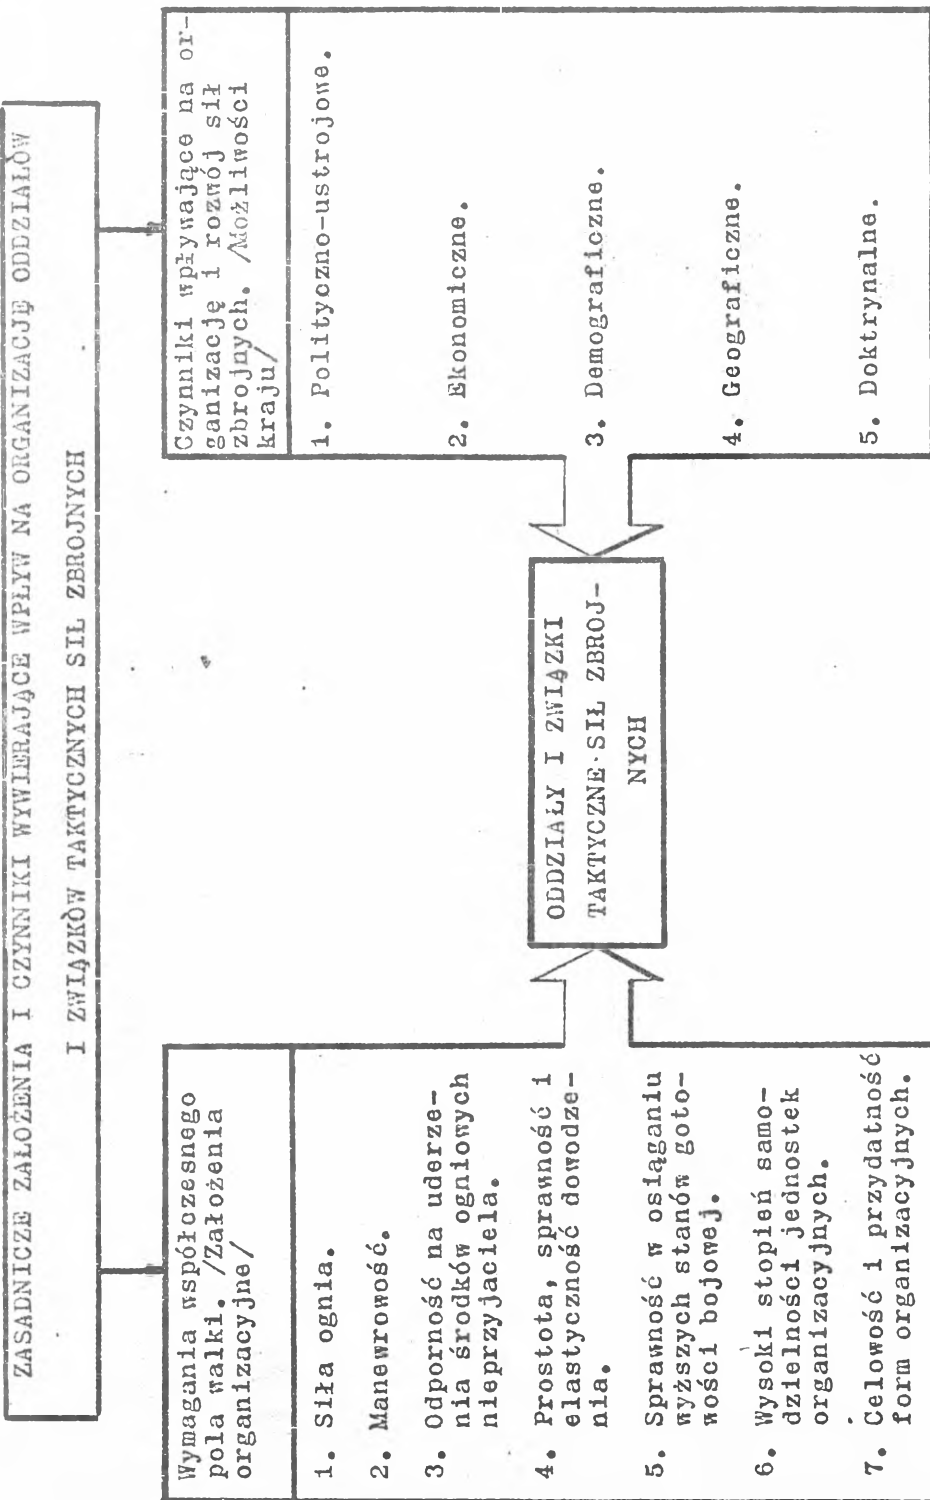 ZASADNICZE ZAŁOŻENIA I CZYNNIKI WYWIERAJĄCE WPŁYW NA ORGANIZACJĘ ODDZIAŁÓW
I ZWIĄZKÓW TAKTYCZNYCH SIŁ ZBROJNYCH
Wymagania współczesnego
pola walki. /Założenia
organizacyjne/
1. Siła ognia.
2. Manewrowość.
3. Odporność na uderze-
nia środków ogniowych
nieprzyjaciela.
4. Prostota, sprawność i
elastyczność dowodze-
nia.
5. Sprawność w osiąganiu
wyższych stanów goto-
wości bojowej.
6. Wysoki stopień samo-
dzielności jednostek
organizacyjnych.
7. Celowość i przydatność
form organizacyjnych.
ODDZIAŁY I ZWIĄZKI
TAKTYCZNE SIŁ ZBROJ-
NYCH
Czynniki wpływające na or-
ganizację i rozwój sił
zbrojnych. /Możliwości
kraju/
1. Polityczno-ustrojowe.
2. Ekonomiczne.
3. Demograficzne.
4. Geograficzne.
5. Doktrynalne.